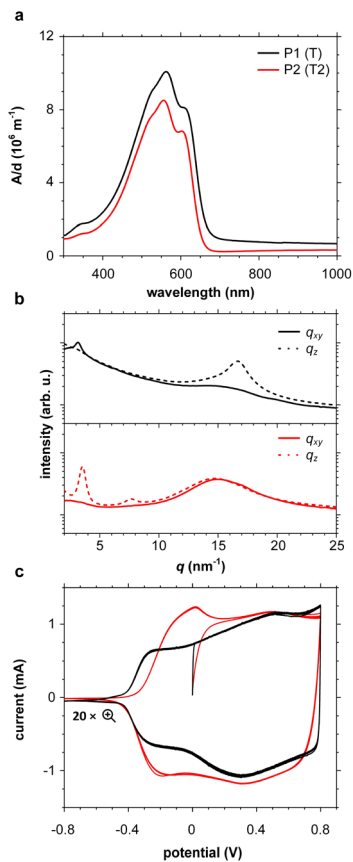 a
12
8
4
0
A/d (10⁶ m⁻¹)
P1 (T)
P2 (T2)
400 600 800 1000
wavelength (nm)
b
intensity (arb. u.)
qxy
qz
qxy
qz
5 10 15 20 25
q (nm⁻¹)
c
1
0
-1
current (mA)
20 ×
-0.8 -0.4 0.0 0.4 0.8
potential (V)